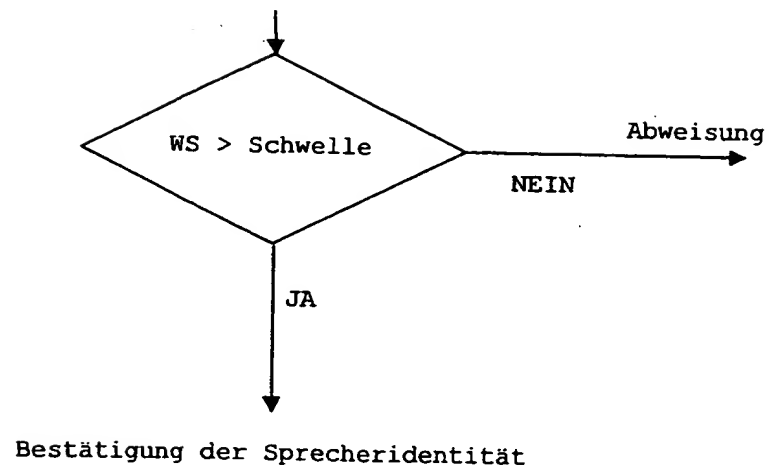 WS > Schwelle
Abweisung
NEIN
JA
Bestätigung der Sprecheridentität